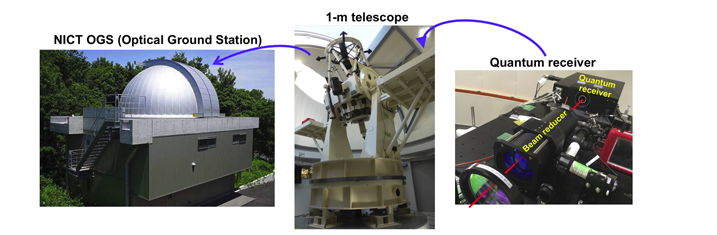 1-m telescope
NICT OGS (Optical Ground Station)
Quantum receiver
Quantum
receiver
Beam reducer